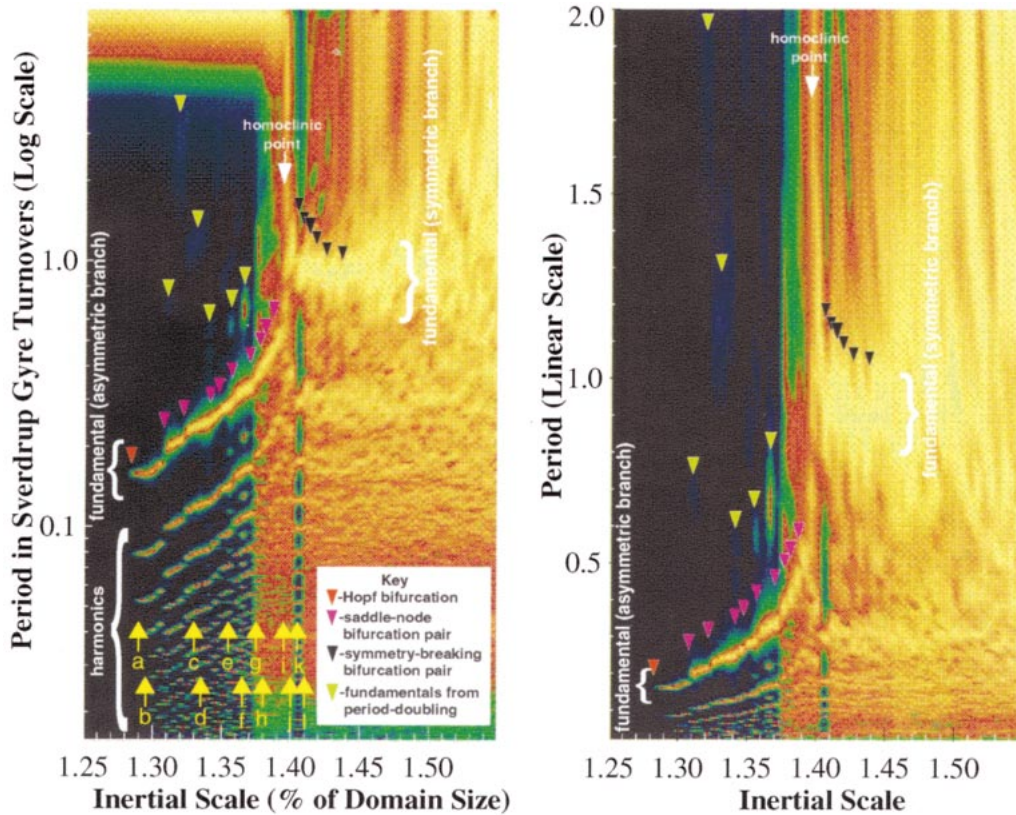 Period in Sverdrup Gyre Turnovers (Log Scale)
1.0
0.1
fundamental (asymmetric branch)
harmonics
homoclinic
point
fundamental (symmetric branch)
Key
-Hopf bifurcation
-saddle-node
bifurcation pair
-symmetry-breaking
bifurcation pair
-fundamentals from
period-doubling
a c e g i k
b d f h j l
1.25 1.30 1.35 1.40 1.45 1.50
Inertial Scale (% of Domain Size)
Period (Linear Scale)
2.0
1.5
1.0
0.5
homoclinic
point
fundamental (symmetric branch)
fundamental (asymmetric branch)
1.25 1.30 1.35 1.40 1.45 1.50
Inertial Scale